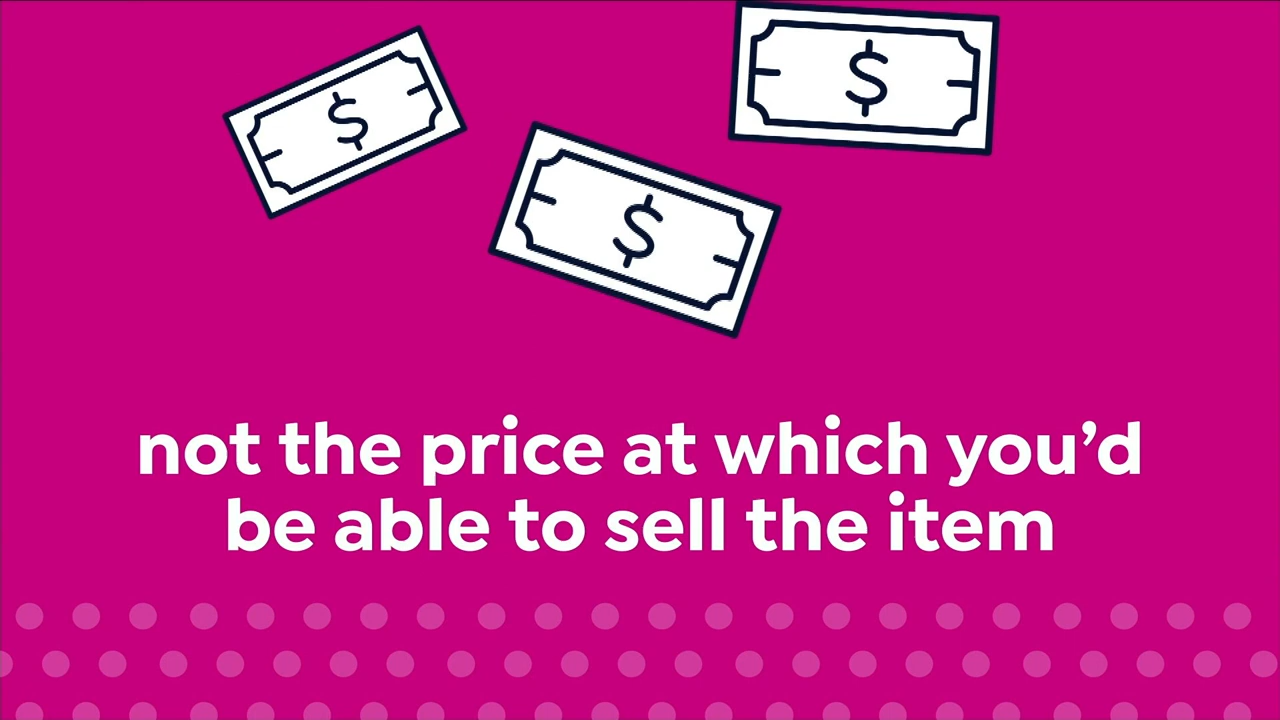 $
$
$
not the price at which you’d
be able to sell the item